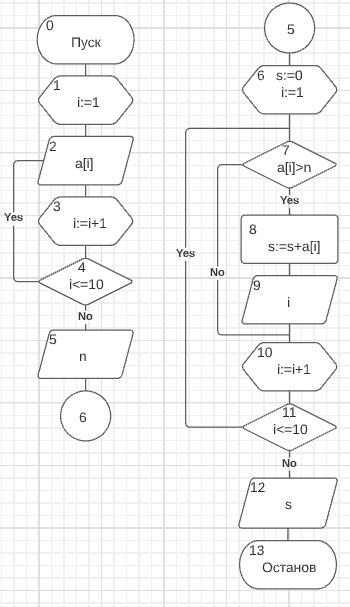 0
Пуск
1
i:=1
2
a[i]
3
i:=i+1
Yes
4
i<=10
No
5
n
6
5
6 s:=0
i:=1
7
a[i]>n
Yes
8
s:=s+a[i]
Yes
No
9
i
10
i:=i+1
11
i<=10
No
12
s
13
Останов